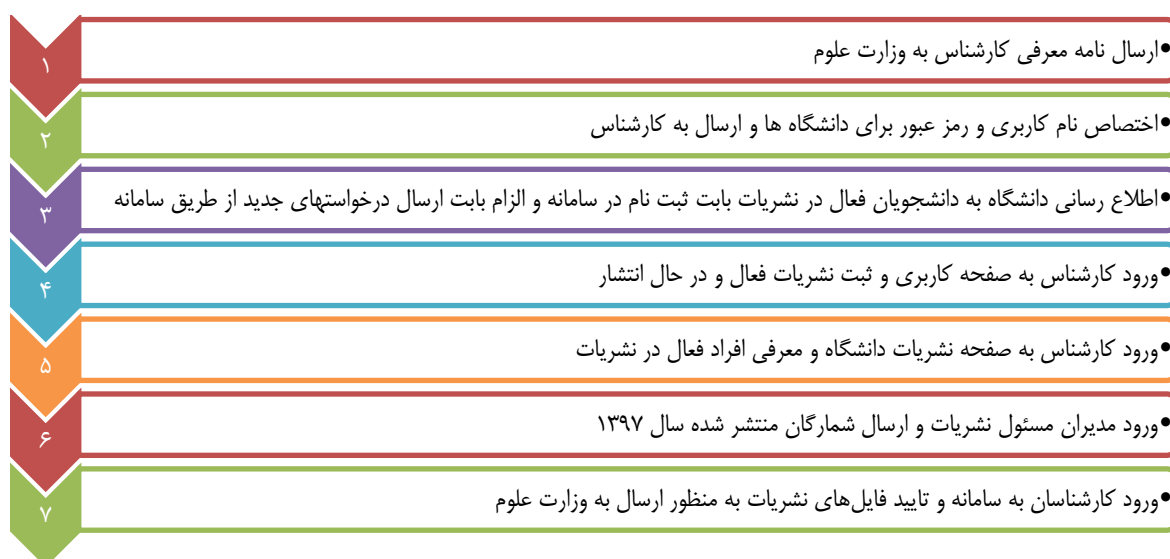 ۱
•ارسال نامه معرفی کارشناس به وزارت علوم
۲
•اختصاص نام کاربری و رمز عبور برای دانشگاه ها و ارسال به کارشناس
۳
•اطلاع رسانی دانشگاه به دانشجویان فعال در نشریات بابت ثبت نام در سامانه و الزام بابت ارسال درخواستهای جدید از طریق سامانه
۴
•ورود کارشناس به صفحه کاربری و ثبت نشریات فعال و در حال انتشار
۵
•ورود کارشناس به صفحه نشریات دانشگاه و معرفی افراد فعال در نشریات
۶
•ورود مدیران مسئول نشریات و ارسال شمارگان منتشر شده سال ۱۳۹۷
۷
•ورود کارشناسان به سامانه و تایید فایل‌های نشریات به منظور ارسال به وزارت علوم